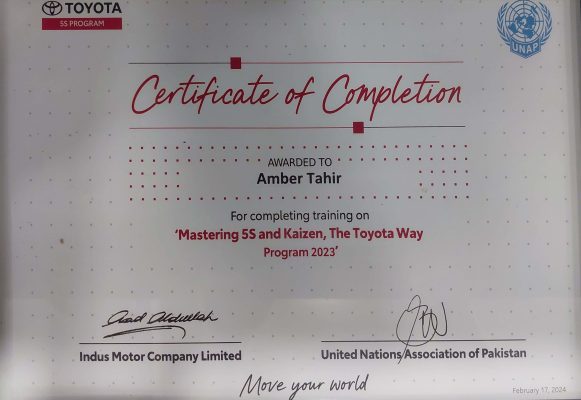 TOYOTA
5S PROGRAM
UNAP
Certificate of Completion
AWARDED TO
Amber Tahir
For completing training on
‘Mastering 5S and Kaizen, The Toyota Way
Program 2023’
Asad Abdullah
Indus Motor Company Limited
United Nations Association of Pakistan
Move your world
February 17, 2024